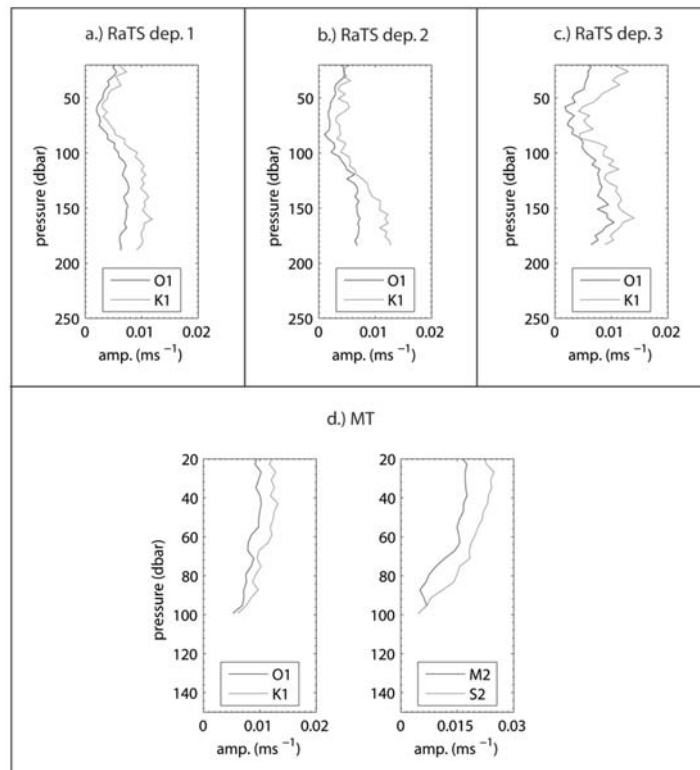 a.) RaTS dep. 1
b.) RaTS dep. 2
c.) RaTS dep. 3
50
100
150
200
250
pressure (dbar)
O1
K1
0
0.01
0.02
amp. (ms⁻¹)
50
100
150
200
250
pressure (dbar)
O1
K1
0
0.01
0.02
amp. (ms⁻¹)
50
100
150
200
250
pressure (dbar)
O1
K1
0
0.01
0.02
amp. (ms⁻¹)
d.) MT
20
40
60
80
100
120
140
pressure (dbar)
O1
K1
0
0.01
0.02
amp. (ms⁻¹)
20
40
60
80
100
120
140
M2
S2
0
0.015
0.03
amp. (ms⁻¹)